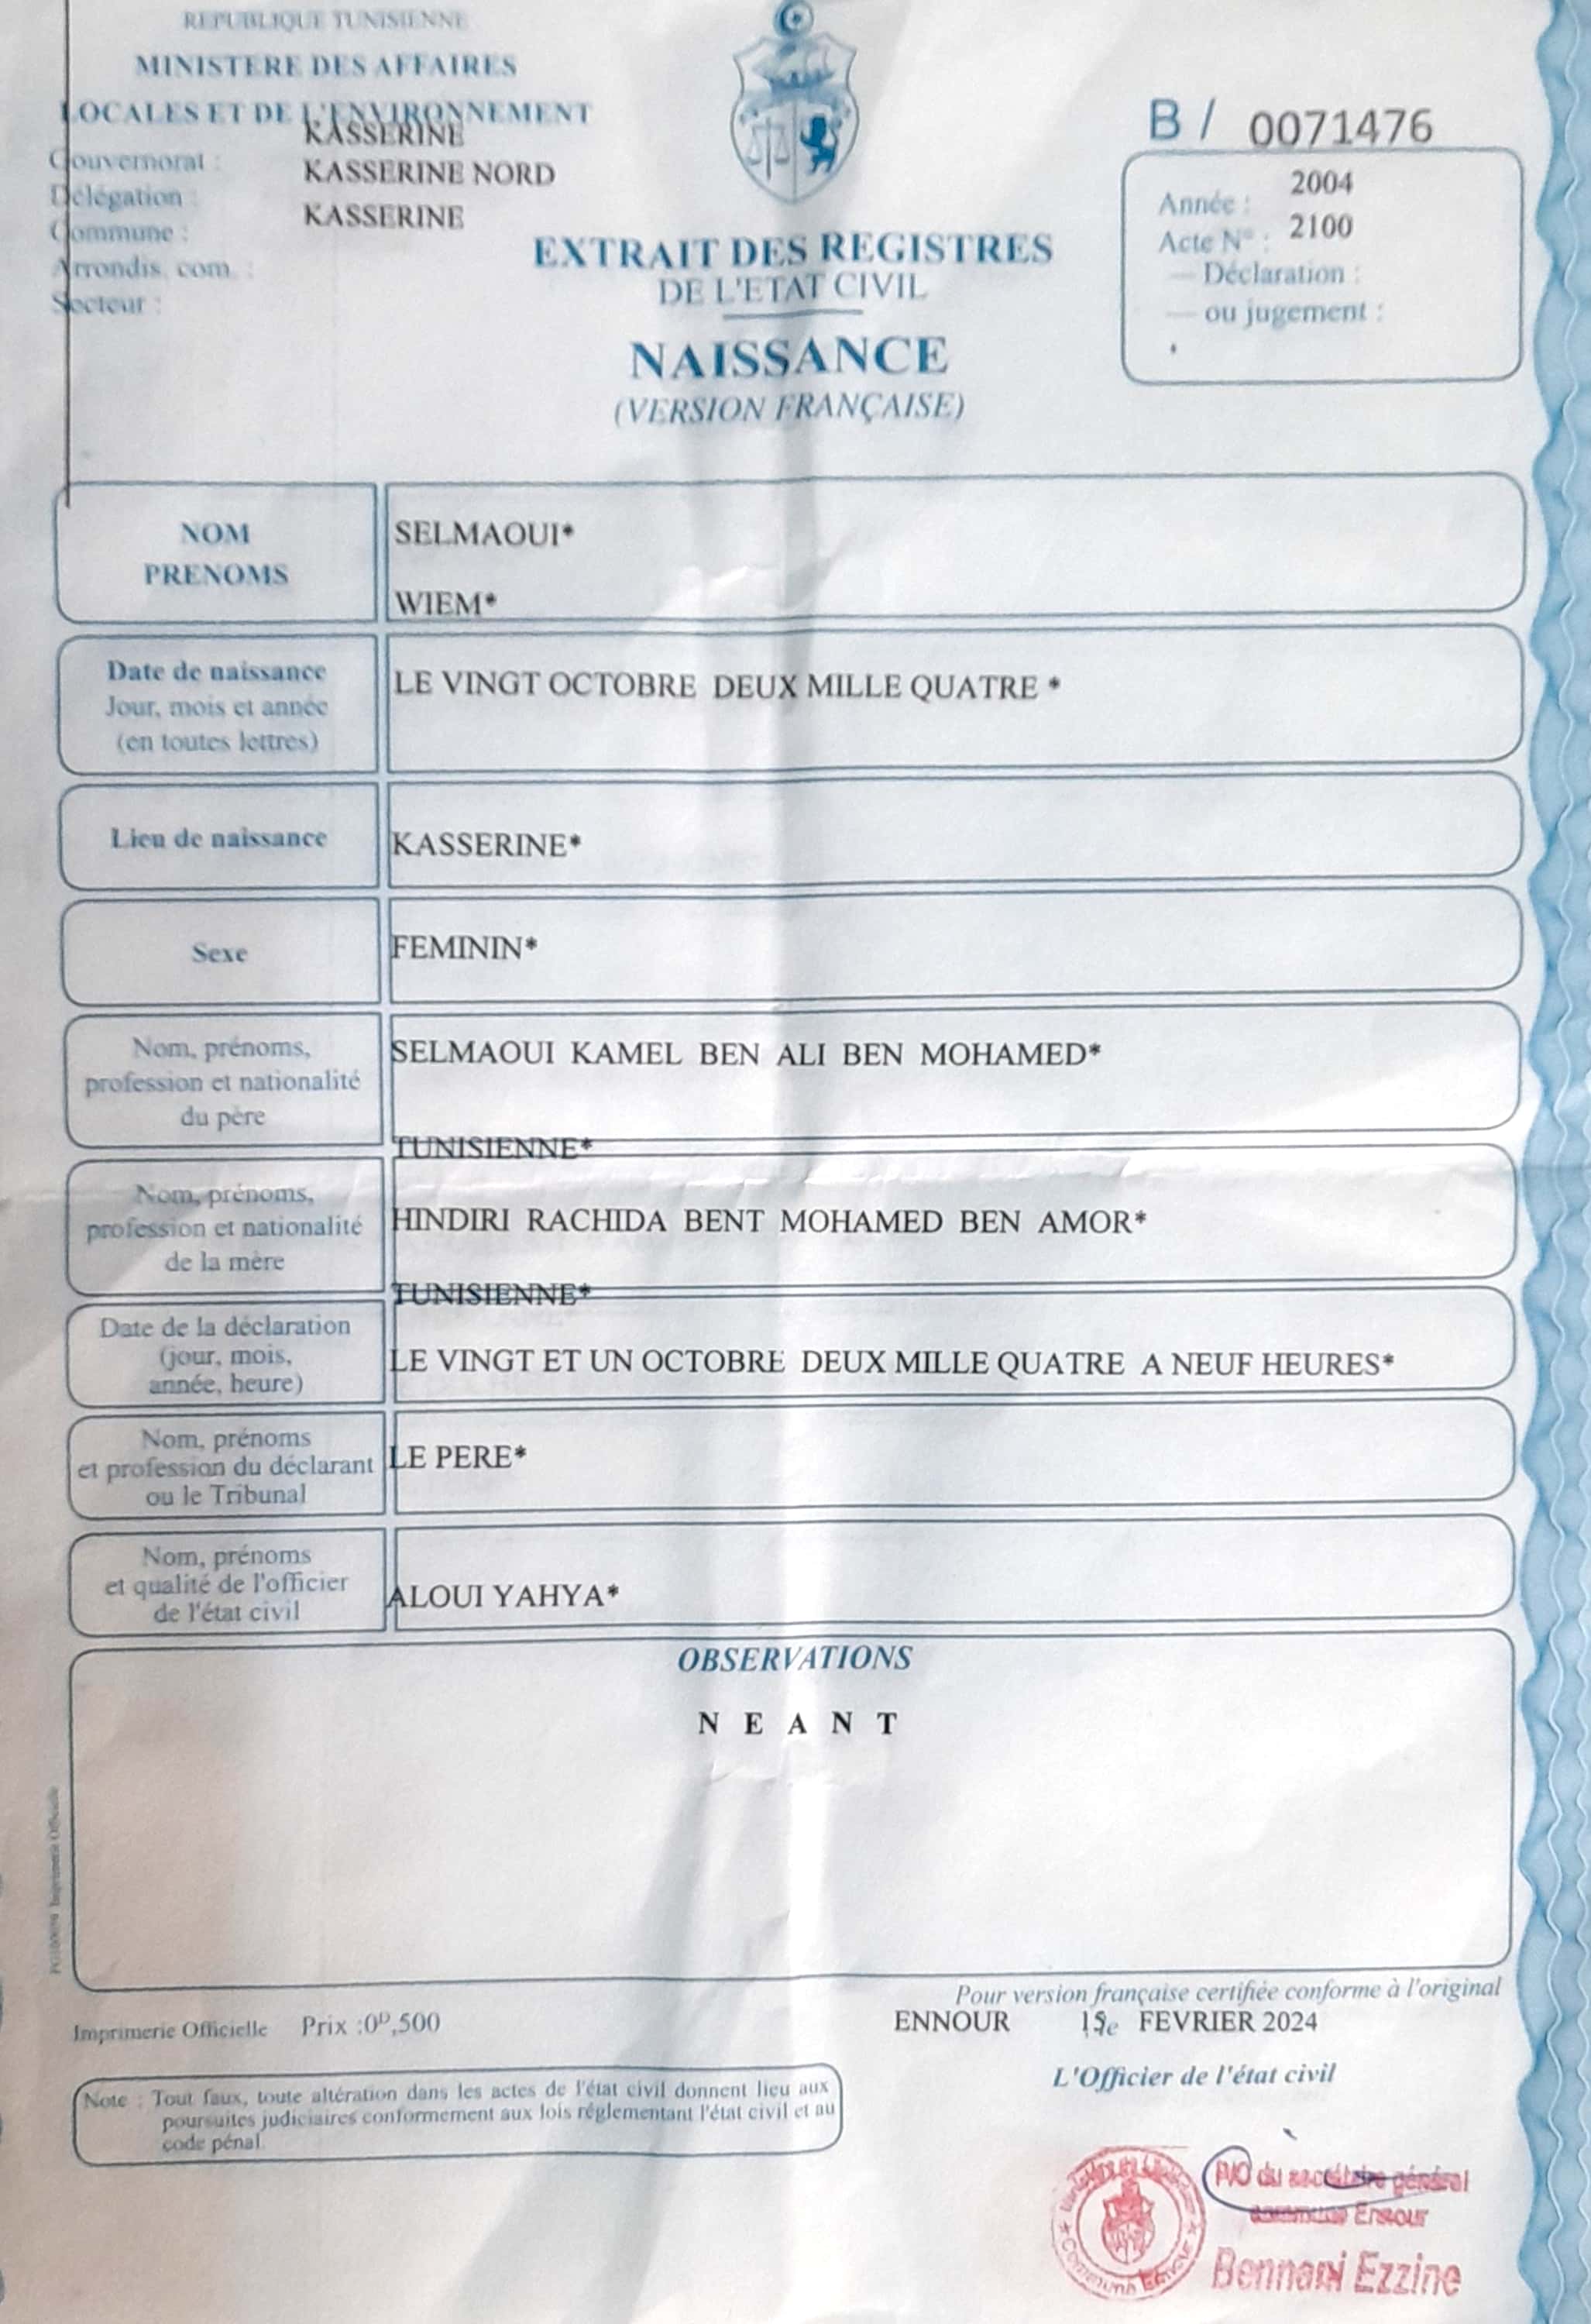 REPUBLIQUE TUNISIENNE
MINISTERE DES AFFAIRES
LOCALES ET DE L'ENVIRONNEMENT
Gouvernorat : KASSERINE
Délégation : KASSERINE NORD
Commune : KASSERINE
Arrondis. com. :
Secteur :
B / 0071476
Année : 2004
Acte N° : 2100
— Déclaration :
— ou jugement :
EXTRAIT DES REGISTRES
DE L'ETAT CIVIL
NAISSANCE
(VERSION FRANÇAISE)
NOM
PRENOMS
SELMAOUI*
WIEM*
Date de naissance
Jour, mois et année
(en toutes lettres)
LE VINGT OCTOBRE DEUX MILLE QUATRE *
Lieu de naissance
KASSERINE*
Sexe
FEMININ*
Nom, prénoms,
profession et nationalité
du père
SELMAOUI KAMEL BEN ALI BEN MOHAMED*
TUNISIENNE*
Nom, prénoms,
profession et nationalité
de la mère
HINDIRI RACHIDA BENT MOHAMED BEN AMOR*
TUNISIENNE*
Date de la déclaration
(jour, mois,
année, heure)
LE VINGT ET UN OCTOBRE DEUX MILLE QUATRE A NEUF HEURES*
Nom, prénoms
et profession du déclarant
ou le Tribunal
LE PERE*
Nom, prénoms
et qualité de l'officier
de l'état civil
ALOUI YAHYA*
OBSERVATIONS
N E A N T
Pour version française certifiée conforme à l'original
Imprimerie Officielle Prix :0ᴰ,500
ENNOUR FEVRIER 2024
L'Officier de l'état civil
Note : Tout faux, toute altération dans les actes de l'état civil donnent lieu aux
poursuites judiciaires conformement aux lois réglementant l'état civil et au
code pénal.
P/O du secrétaire général
commune Ennour
Bennani Ezzine